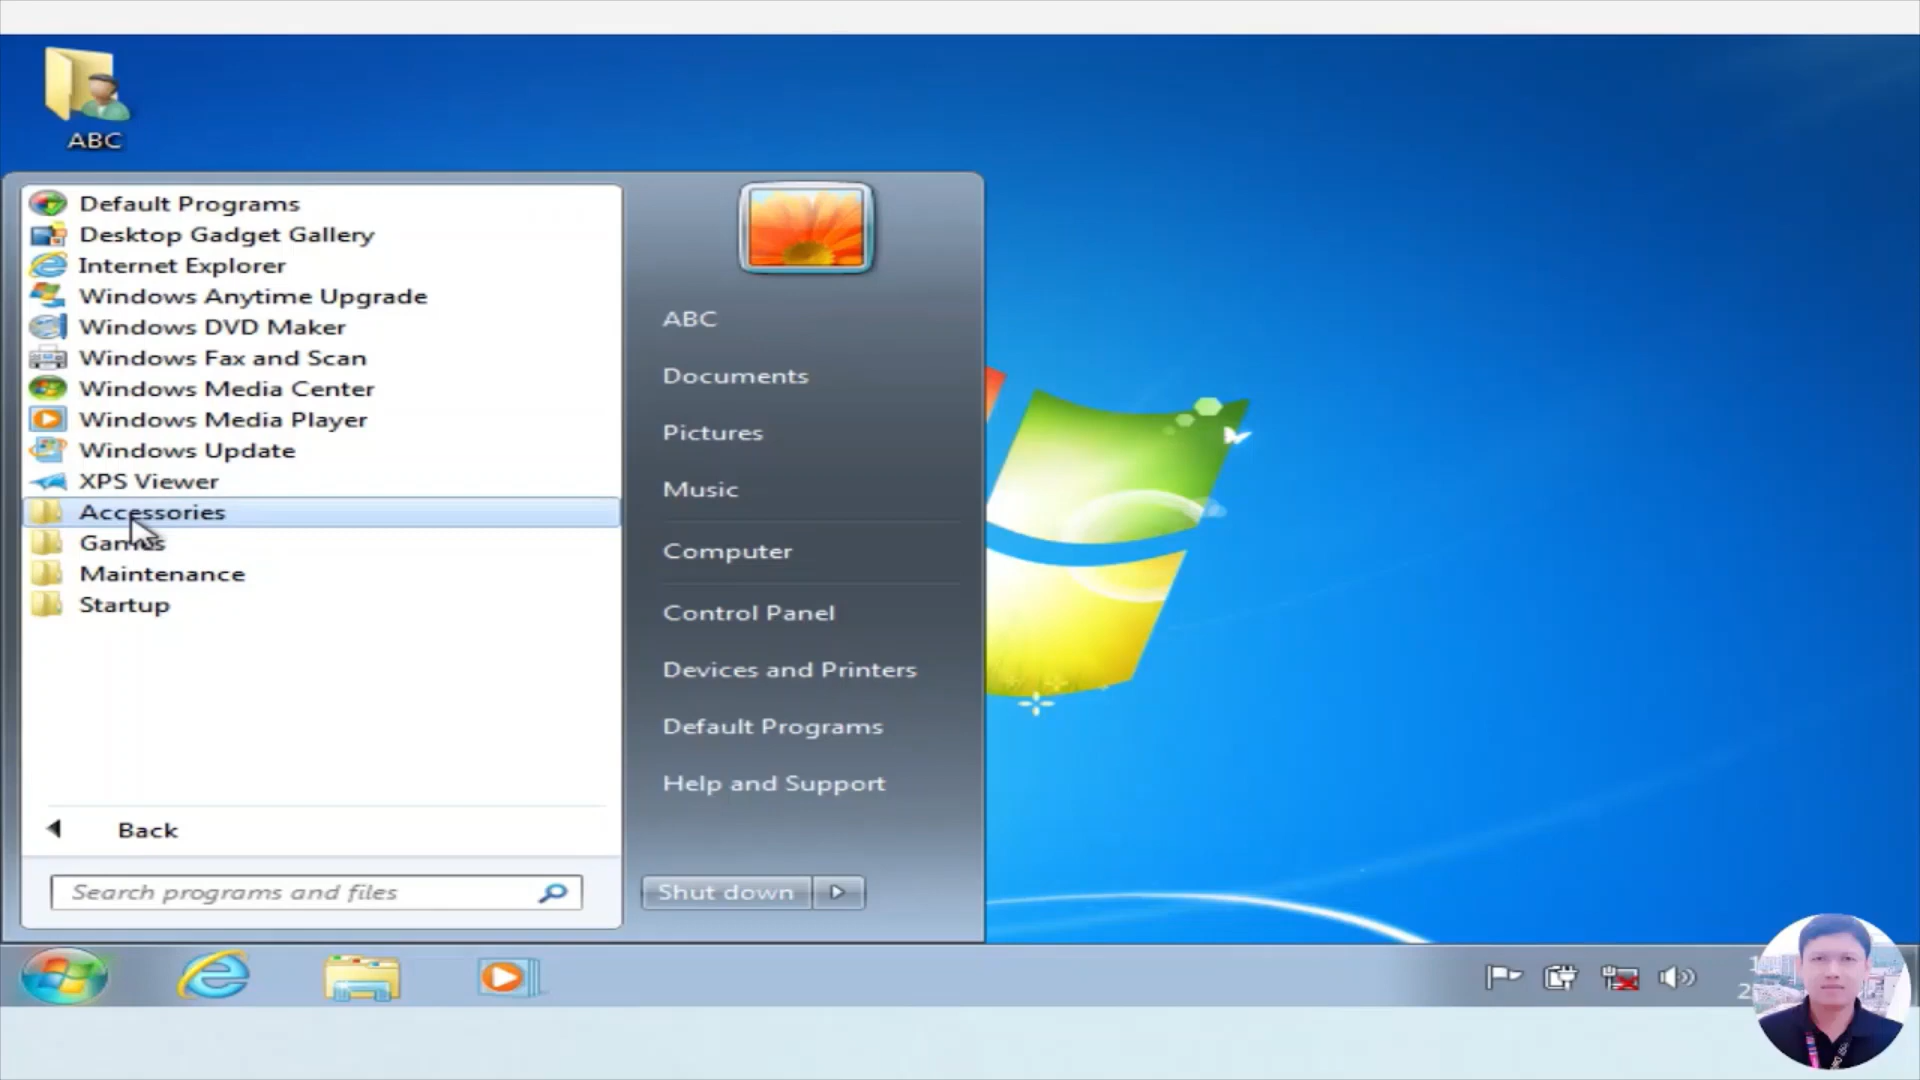 ABC
Default Programs
Desktop Gadget Gallery
Internet Explorer
Windows Anytime Upgrade
Windows DVD Maker
Windows Fax and Scan
Windows Media Center
Windows Media Player
Windows Update
XPS Viewer
Accessories
Games
Maintenance
Startup
Back
Search programs and files
ABC
Documents
Pictures
Music
Computer
Control Panel
Devices and Printers
Default Programs
Help and Support
Shut down